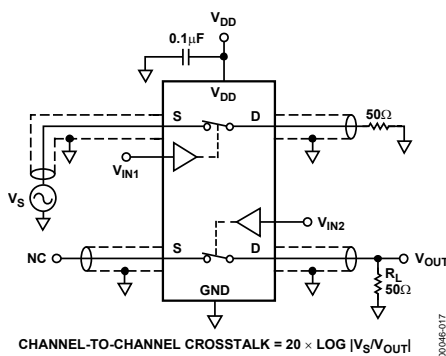 VDD
0.1µF
VDD
S
D
50Ω
VIN1
VS
VIN2
S
D
NC
VOUT
RL
50Ω
GND
CHANNEL-TO-CHANNEL CROSSTALK = 20 × LOG |VS/VOUT|
X0046-017